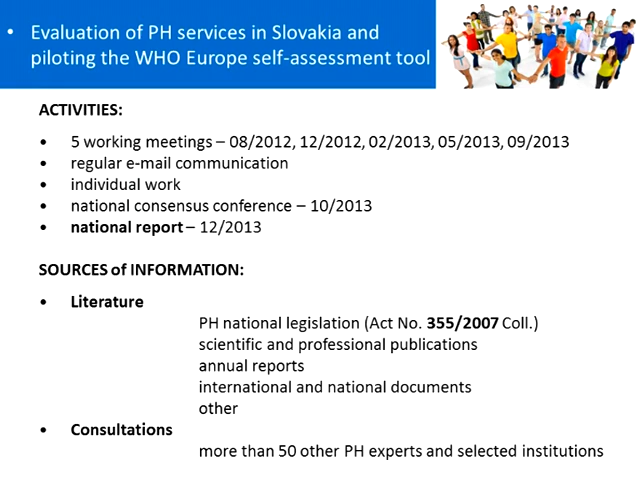 • Evaluation of PH services in Slovakia and
piloting the WHO Europe self-assessment tool
ACTIVITIES:
• 5 working meetings – 08/2012, 12/2012, 02/2013, 05/2013, 09/2013
• regular e-mail communication
• individual work
• national consensus conference – 10/2013
• national report – 12/2013
SOURCES of INFORMATION:
• Literature
PH national legislation (Act No. 355/2007 Coll.)
scientific and professional publications
annual reports
international and national documents
other
• Consultations
more than 50 other PH experts and selected institutions